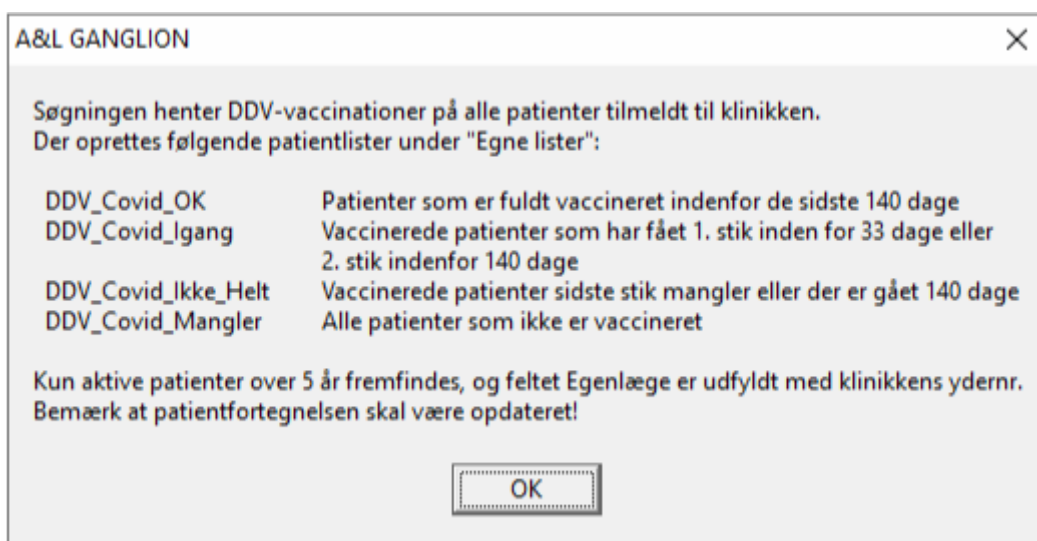 A&L GANGLION
Søgningen henter DDV-vaccinationer på alle patienter tilmeldt til klinikken.
Der oprettes følgende patientlister under "Egne lister":
DDV_Covid_OK Patienter som er fuldt vaccineret indenfor de sidste 140 dage
DDV_Covid_Igang Vaccinerede patienter som har fået 1. stik inden for 33 dage eller
2. stik indenfor 140 dage
DDV_Covid_Ikke_Helt Vaccinerede patienter sidste stik mangler eller der er gået 140 dage
DDV_Covid_Mangler Alle patienter som ikke er vaccineret
Kun aktive patienter over 5 år fremfindes, og feltet Egenlæge er udfyldt med klinikkens ydernr.
Bemærk at patientfortegnelsen skal være opdateret!
OK